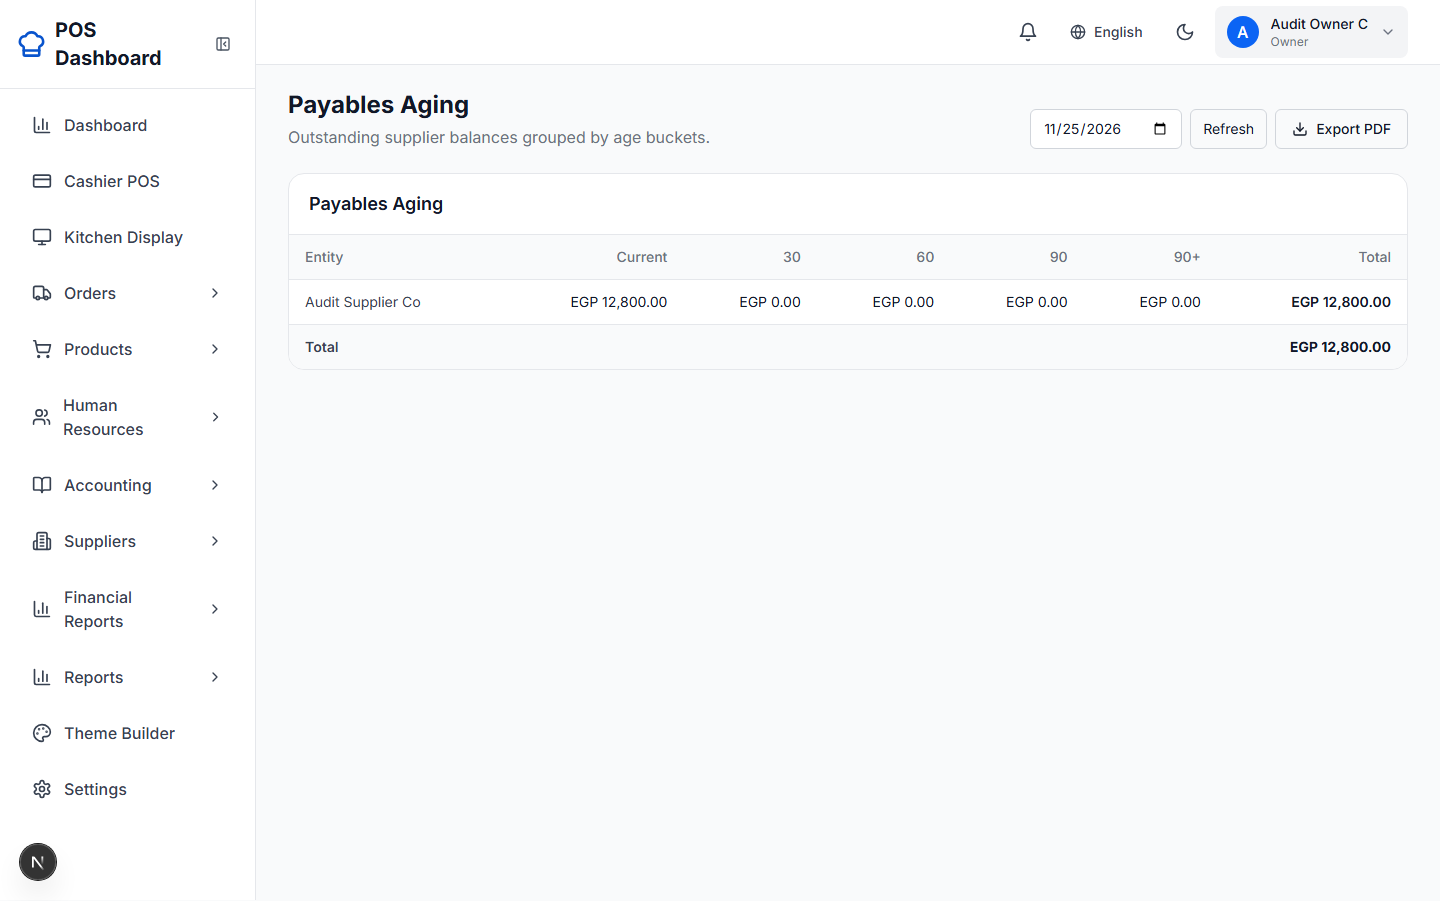 POS
Dashboard
English
A
Audit Owner C
Owner
Dashboard
Cashier POS
Kitchen Display
Orders
Products
Human
Resources
Accounting
Suppliers
Financial
Reports
Reports
Theme Builder
Settings
N
Payables Aging
Outstanding supplier balances grouped by age buckets.
11/25/2026
Refresh
Export PDF
Payables Aging
Entity Current 30 60 90 90+ Total
Audit Supplier Co EGP 12,800.00 EGP 0.00 EGP 0.00 EGP 0.00 EGP 0.00 EGP 12,800.00
Total EGP 12,800.00